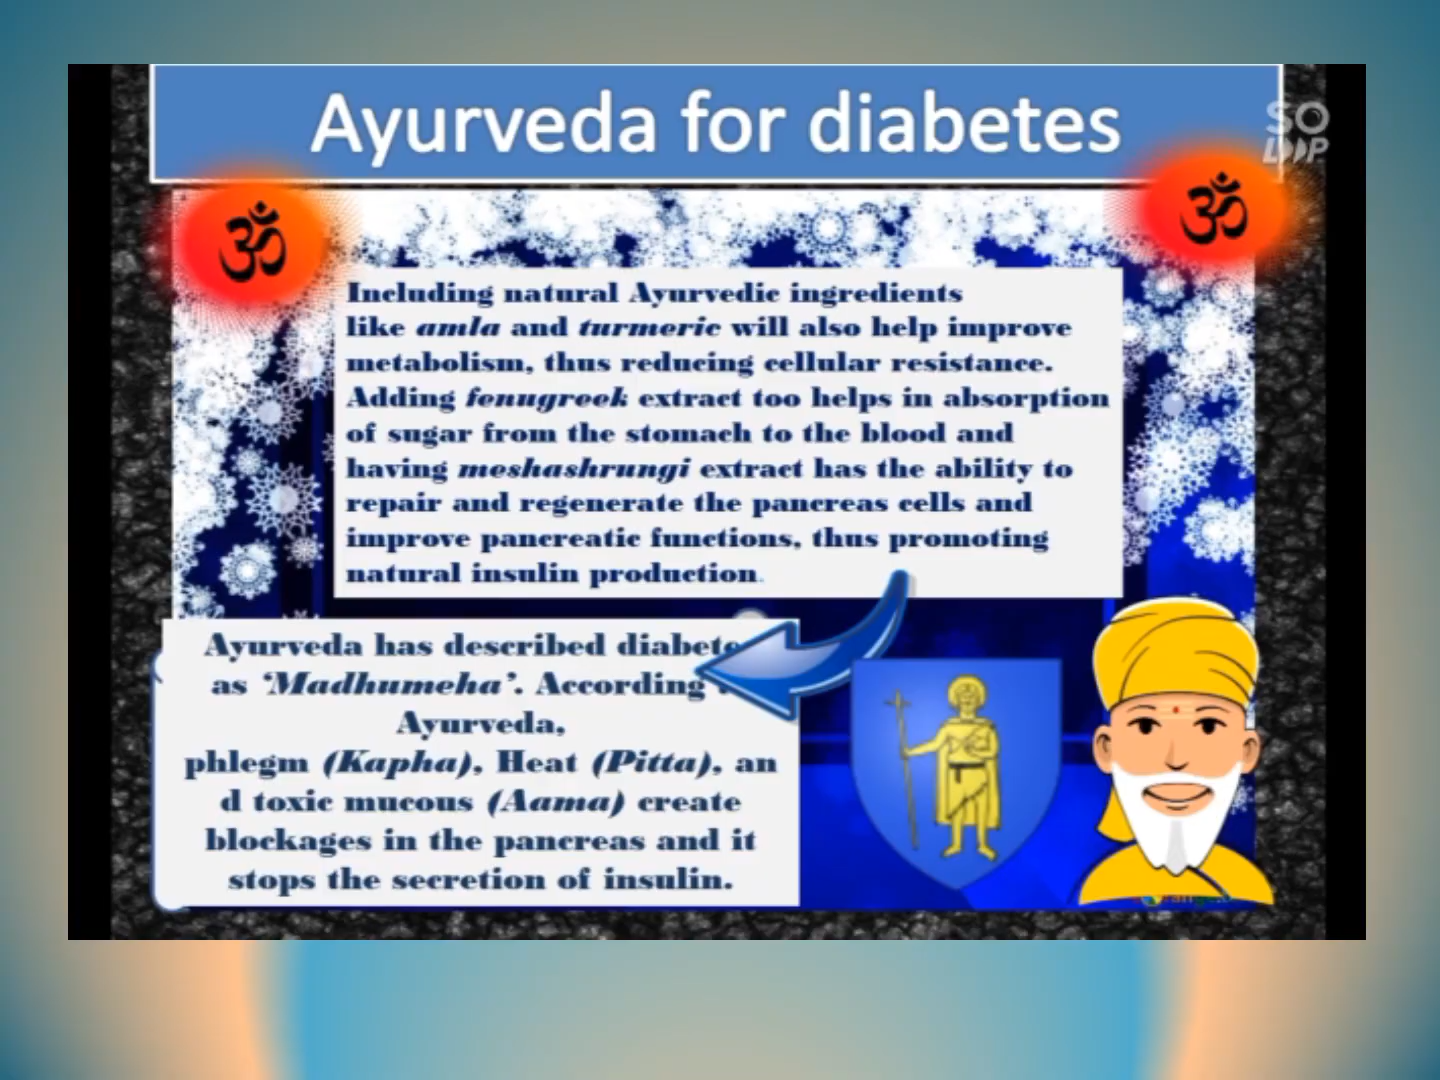 Ayurveda for diabetes
SO
LOOP
ॐ
ॐ
Including natural Ayurvedic ingredients
like amla and turmeric will also help improve
metabolism, thus reducing cellular resistance.
Adding fenugreek extract too helps in absorption
of sugar from the stomach to the blood and
having meshashrungi extract has the ability to
repair and regenerate the pancreas cells and
improve pancreatic functions, thus promoting
natural insulin production.
Ayurveda has described diabete
as ‘Madhumeha’. According
Ayurveda,
phlegm (Kapha), Heat (Pitta), an
d toxic mucous (Aama) create
blockages in the pancreas and it
stops the secretion of insulin.